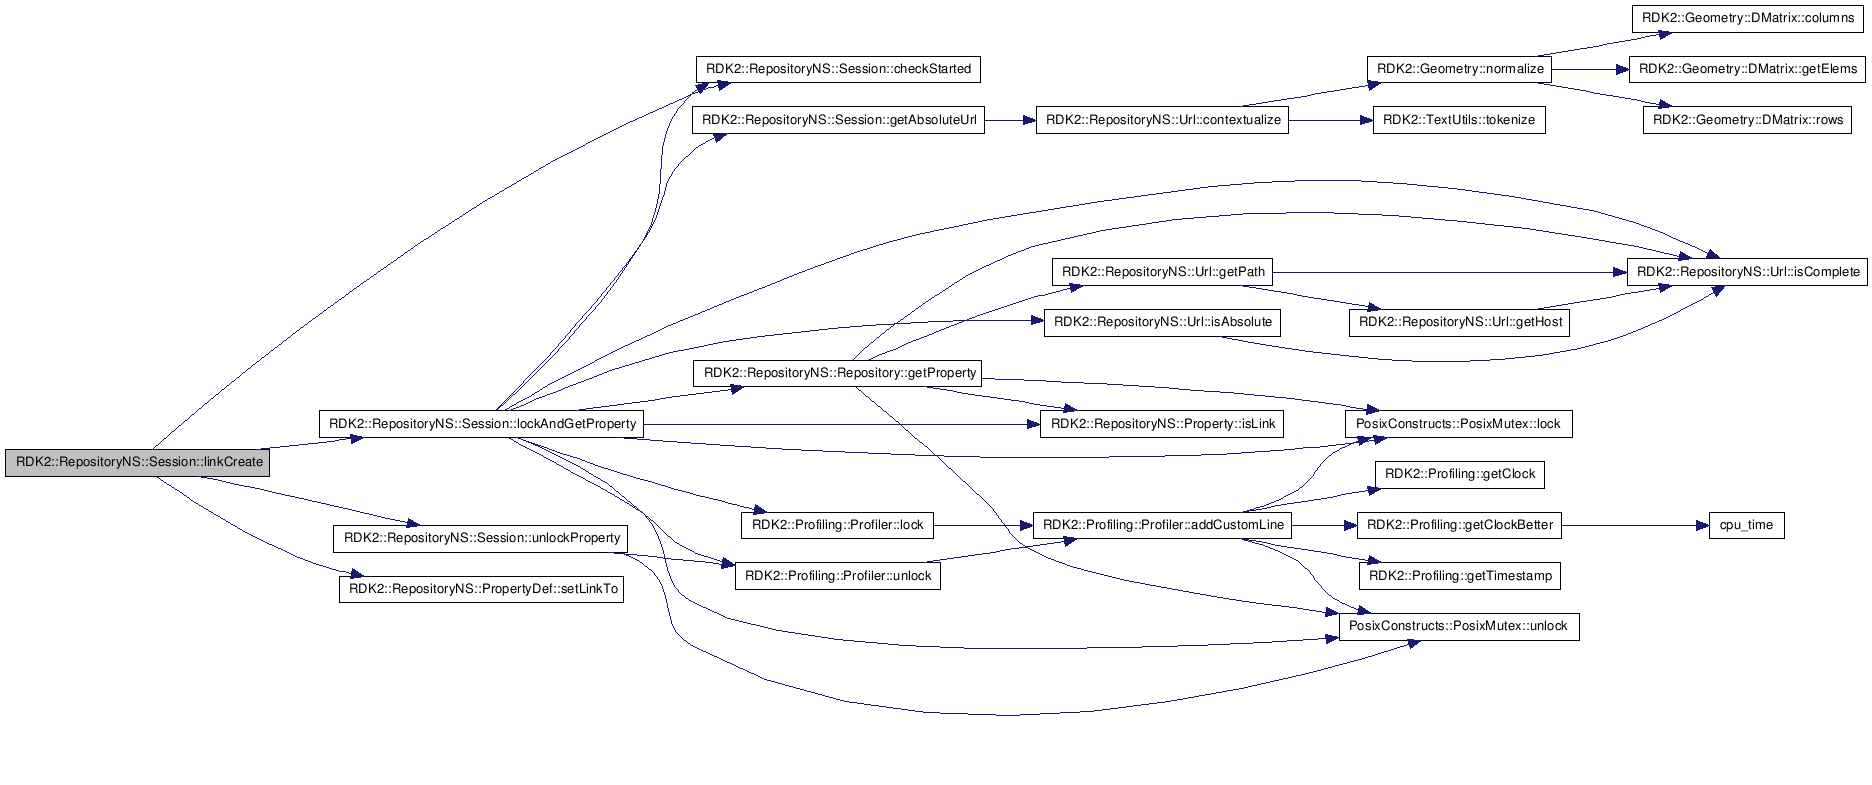 RDK2::Geometry::DMatrix::columns
RDK2::RepositoryNS::Session::checkStarted
RDK2::Geometry::normalize
RDK2::Geometry::DMatrix::getElems
RDK2::RepositoryNS::Session::getAbsoluteUrl
RDK2::RepositoryNS::Url::contextualize
RDK2::TextUtils::tokenize
RDK2::Geometry::DMatrix::rows
RDK2::RepositoryNS::Url::getPath
RDK2::RepositoryNS::Url::isComplete
RDK2::RepositoryNS::Url::isAbsolute
RDK2::RepositoryNS::Url::getHost
RDK2::RepositoryNS::Repository::getProperty
RDK2::RepositoryNS::Session::lockAndGetProperty
RDK2::RepositoryNS::Property::isLink
PosixConstructs::PosixMutex::lock
RDK2::RepositoryNS::Session::linkCreate
RDK2::Profiling::getClock
RDK2::Profiling::Profiler::lock
RDK2::Profiling::Profiler::addCustomLine
RDK2::Profiling::getClockBetter
cpu_time
RDK2::RepositoryNS::Session::unlockProperty
RDK2::Profiling::Profiler::unlock
RDK2::Profiling::getTimestamp
RDK2::RepositoryNS::PropertyDef::setLinkTo
PosixConstructs::PosixMutex::unlock